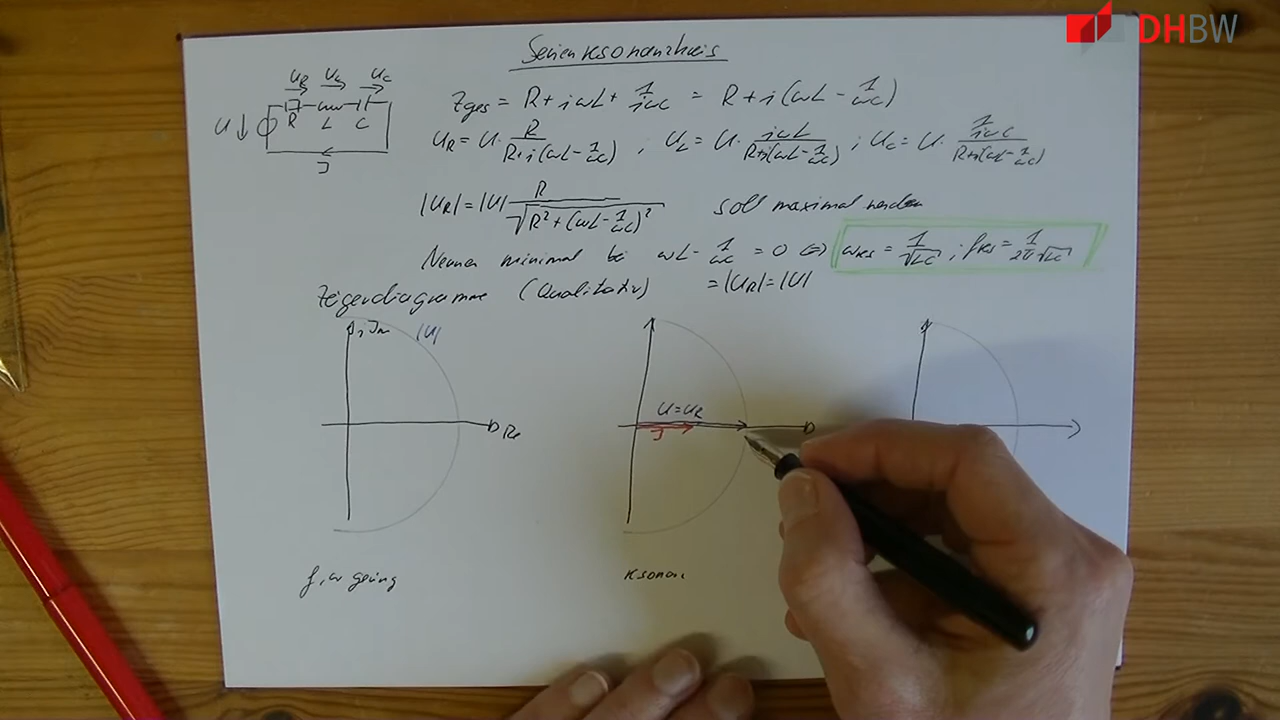 DHBW
Serienresonanzkreis
U_R U_L U_C
U R L C
I
Z_ges = R + iωL + 1/(iωC) = R + i(ωL - 1/(ωC))
U_R = U · R/(R+i(ωL - 1/(ωC))) ; U_L = U · iωL/(R+i(ωL - 1/(ωC))) ; U_C = U · (1/(iωC))/(R+i(ωL - 1/(ωC)))
|U_R| = |U| R/√(R² + (ωL - 1/(ωC))²) soll maximal werden
Nenner minimal bei ωL - 1/(ωC) = 0 ⇔ ω_Res = 1/√(LC) ; f_Res = 1/(2π√(LC))
Zeigerdiagramme (Qualitativ) ⇒ |U_R| = |U|
i Im |U|
U = U_R
Re I
f, ω gering Resonanz